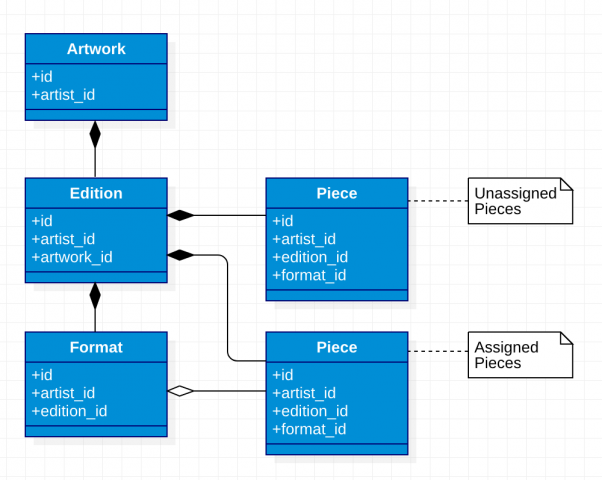 Artwork
+id
+artist_id
Edition
+id
+artist_id
+artwork_id
Piece
+id
+artist_id
+edition_id
+format_id
Unassigned
Pieces
Format
+id
+artist_id
+edition_id
Piece
+id
+artist_id
+edition_id
+format_id
Assigned
Pieces